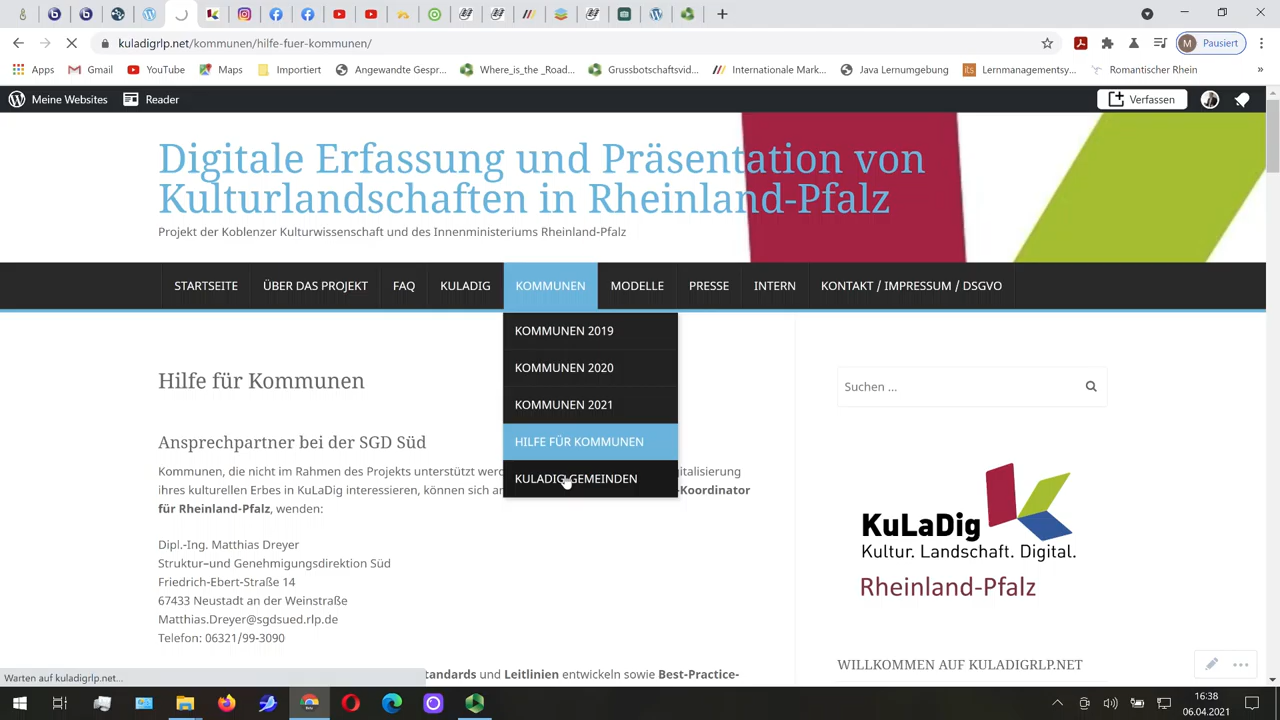 kuladigrlp.net/kommunen/hilfe-fuer-kommunen/
M Pausiert
Apps Gmail YouTube Maps Importiert Angewandte Gespr... Where_is_the_Road... Grussbotschaftsvid... Internationale Mark... Java Lernumgebung its Lernmanagementsy... Romantischer Rhein »
Meine Websites Reader Verfassen
Digitale Erfassung und Präsentation von
Kulturlandschaften in Rheinland-Pfalz
Projekt der Koblenzer Kulturwissenschaft und des Innenministeriums Rheinland-Pfalz
STARTSEITE ÜBER DAS PROJEKT FAQ KULADIG KOMMUNEN MODELLE PRESSE INTERN KONTAKT / IMPRESSUM / DSGVO
KOMMUNEN 2019
KOMMUNEN 2020
KOMMUNEN 2021
HILFE FÜR KOMMUNEN
KULADIG-GEMEINDEN
Hilfe für Kommunen
Ansprechpartner bei der SGD Süd
Kommunen, die nicht im Rahmen des Projekts unterstützt werd gitalisierung
ihres kulturellen Erbes in KuLaDig interessieren, können sich an -Koordinator
für Rheinland-Pfalz, wenden:
Dipl.-Ing. Matthias Dreyer
Struktur–und Genehmigungsdirektion Süd
Friedrich-Ebert-Straße 14
67433 Neustadt an der Weinstraße
Matthias.Dreyer@sgdsued.rlp.de
Telefon: 06321/99-3090
tandards und Leitlinien entwickeln sowie Best-Practice-
Suchen ...
KuLaDig
Kultur. Landschaft. Digital.
Rheinland-Pfalz
WILLKOMMEN AUF KULADIGRLP.NET
Warten auf kuladigrlp.net...
16:38
06.04.2021